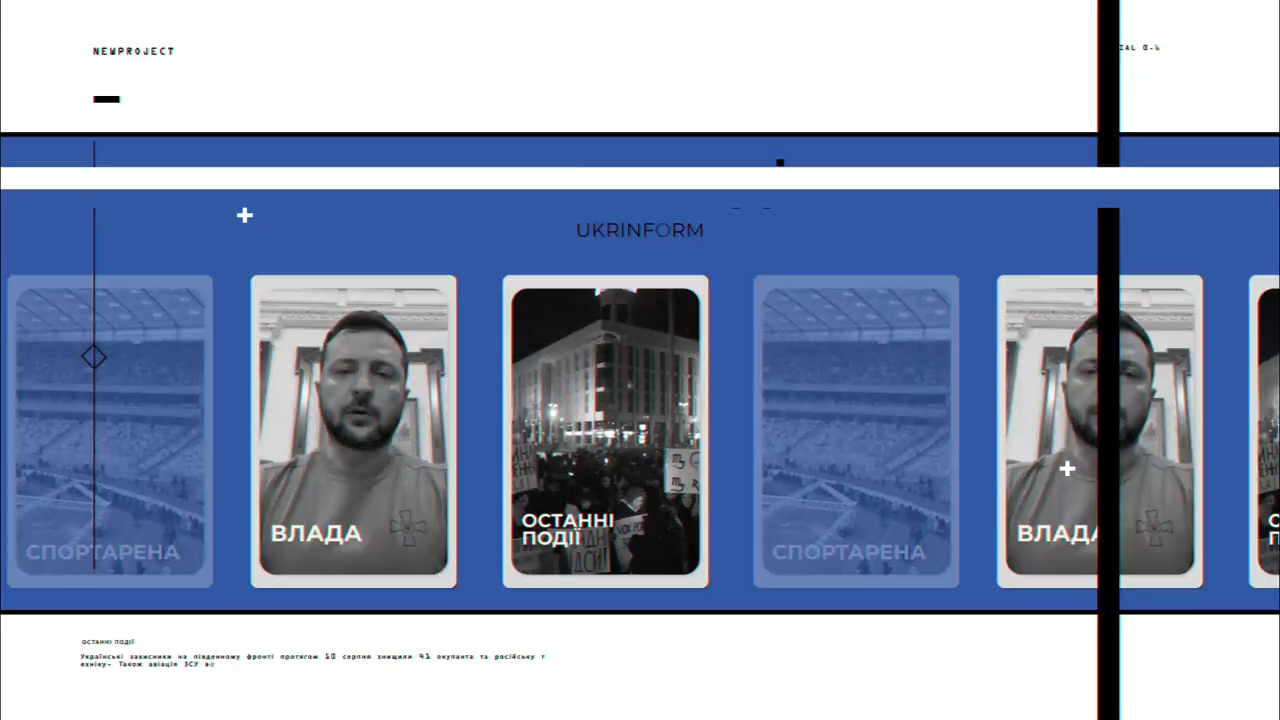 NEWPROJECT
UKRINFORM
СПОРТАРЕНА
ВЛАДА
ОСТАННІ
ПОДІЇ
СПОРТАРЕНА
ВЛАДА
ОСТАННІ ПОДІЇ
Українські захисники на південному фронті протягом 10 серпня знищили 41 окупанта та російську т
ехніку- Також авіація ЗСУ